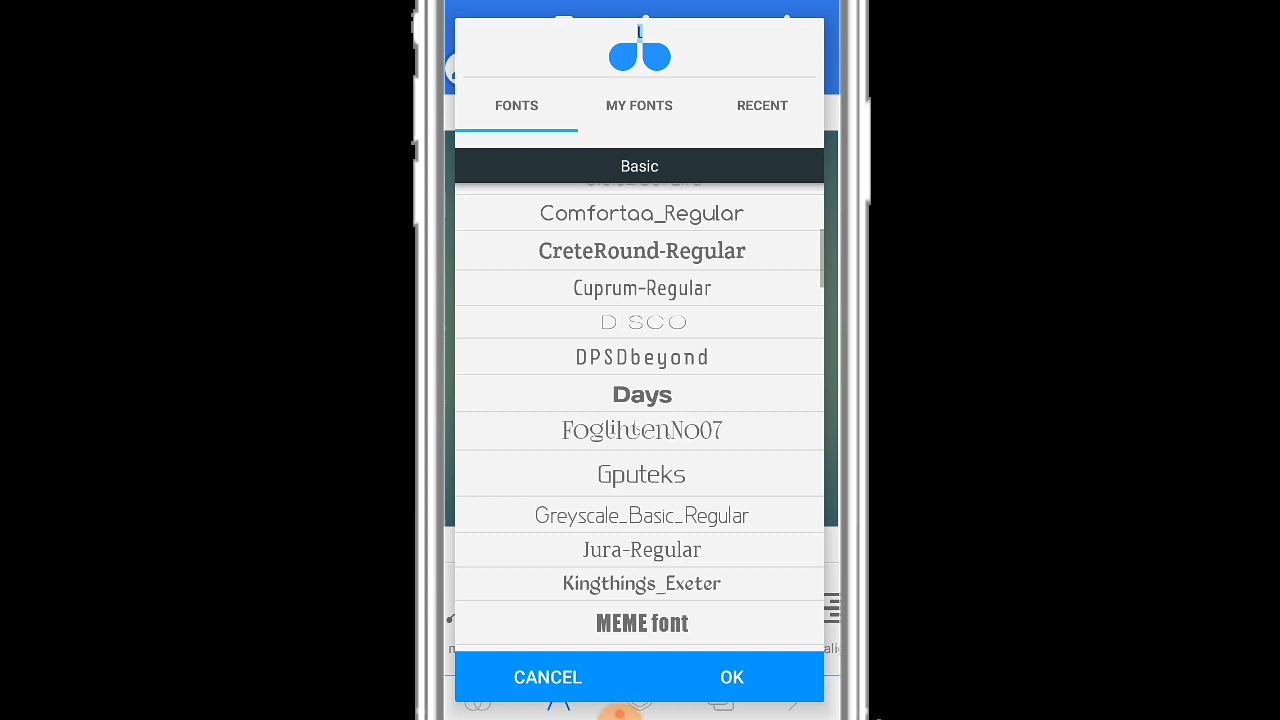 L
FONTS MY FONTS RECENT
Basic
Comfortaa_Regular
CreteRound-Regular
Cuprum-Regular
DISCO
DPSDbeyond
Days
FoglihtenNo07
Gputeks
Greyscale_Basic_Regular
Jura-Regular
Kingthings_Exeter
MEME font
CANCEL OK